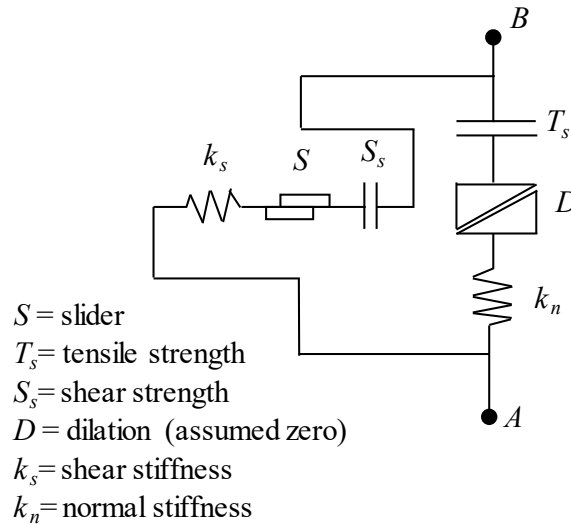 B
T_s
k_s
S
S_s
D
k_n
S = slider
T_s= tensile strength
S_s= shear strength
D = dilation (assumed zero)
k_s= shear stiffness
k_n= normal stiffness
A